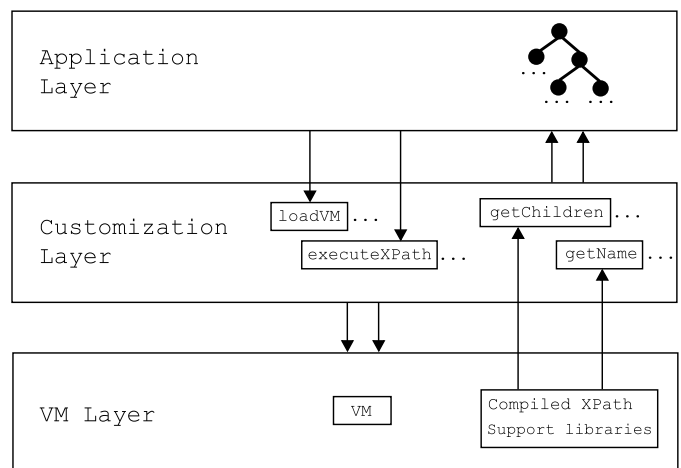 Application
Layer
...
... ...
loadVM ...
getChildren ...
Customization
Layer
executeXPath ...
getName ...
VM Layer
VM
Compiled XPath
Support libraries